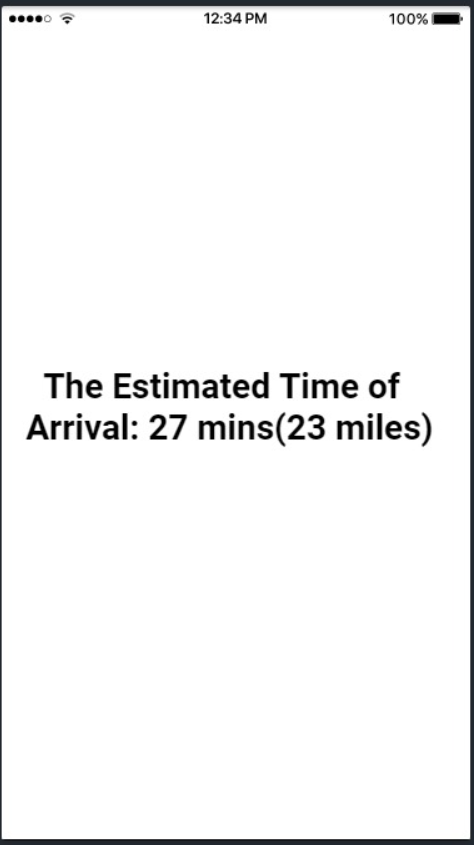 12:34 PM 100%
The Estimated Time of
Arrival: 27 mins(23 miles)